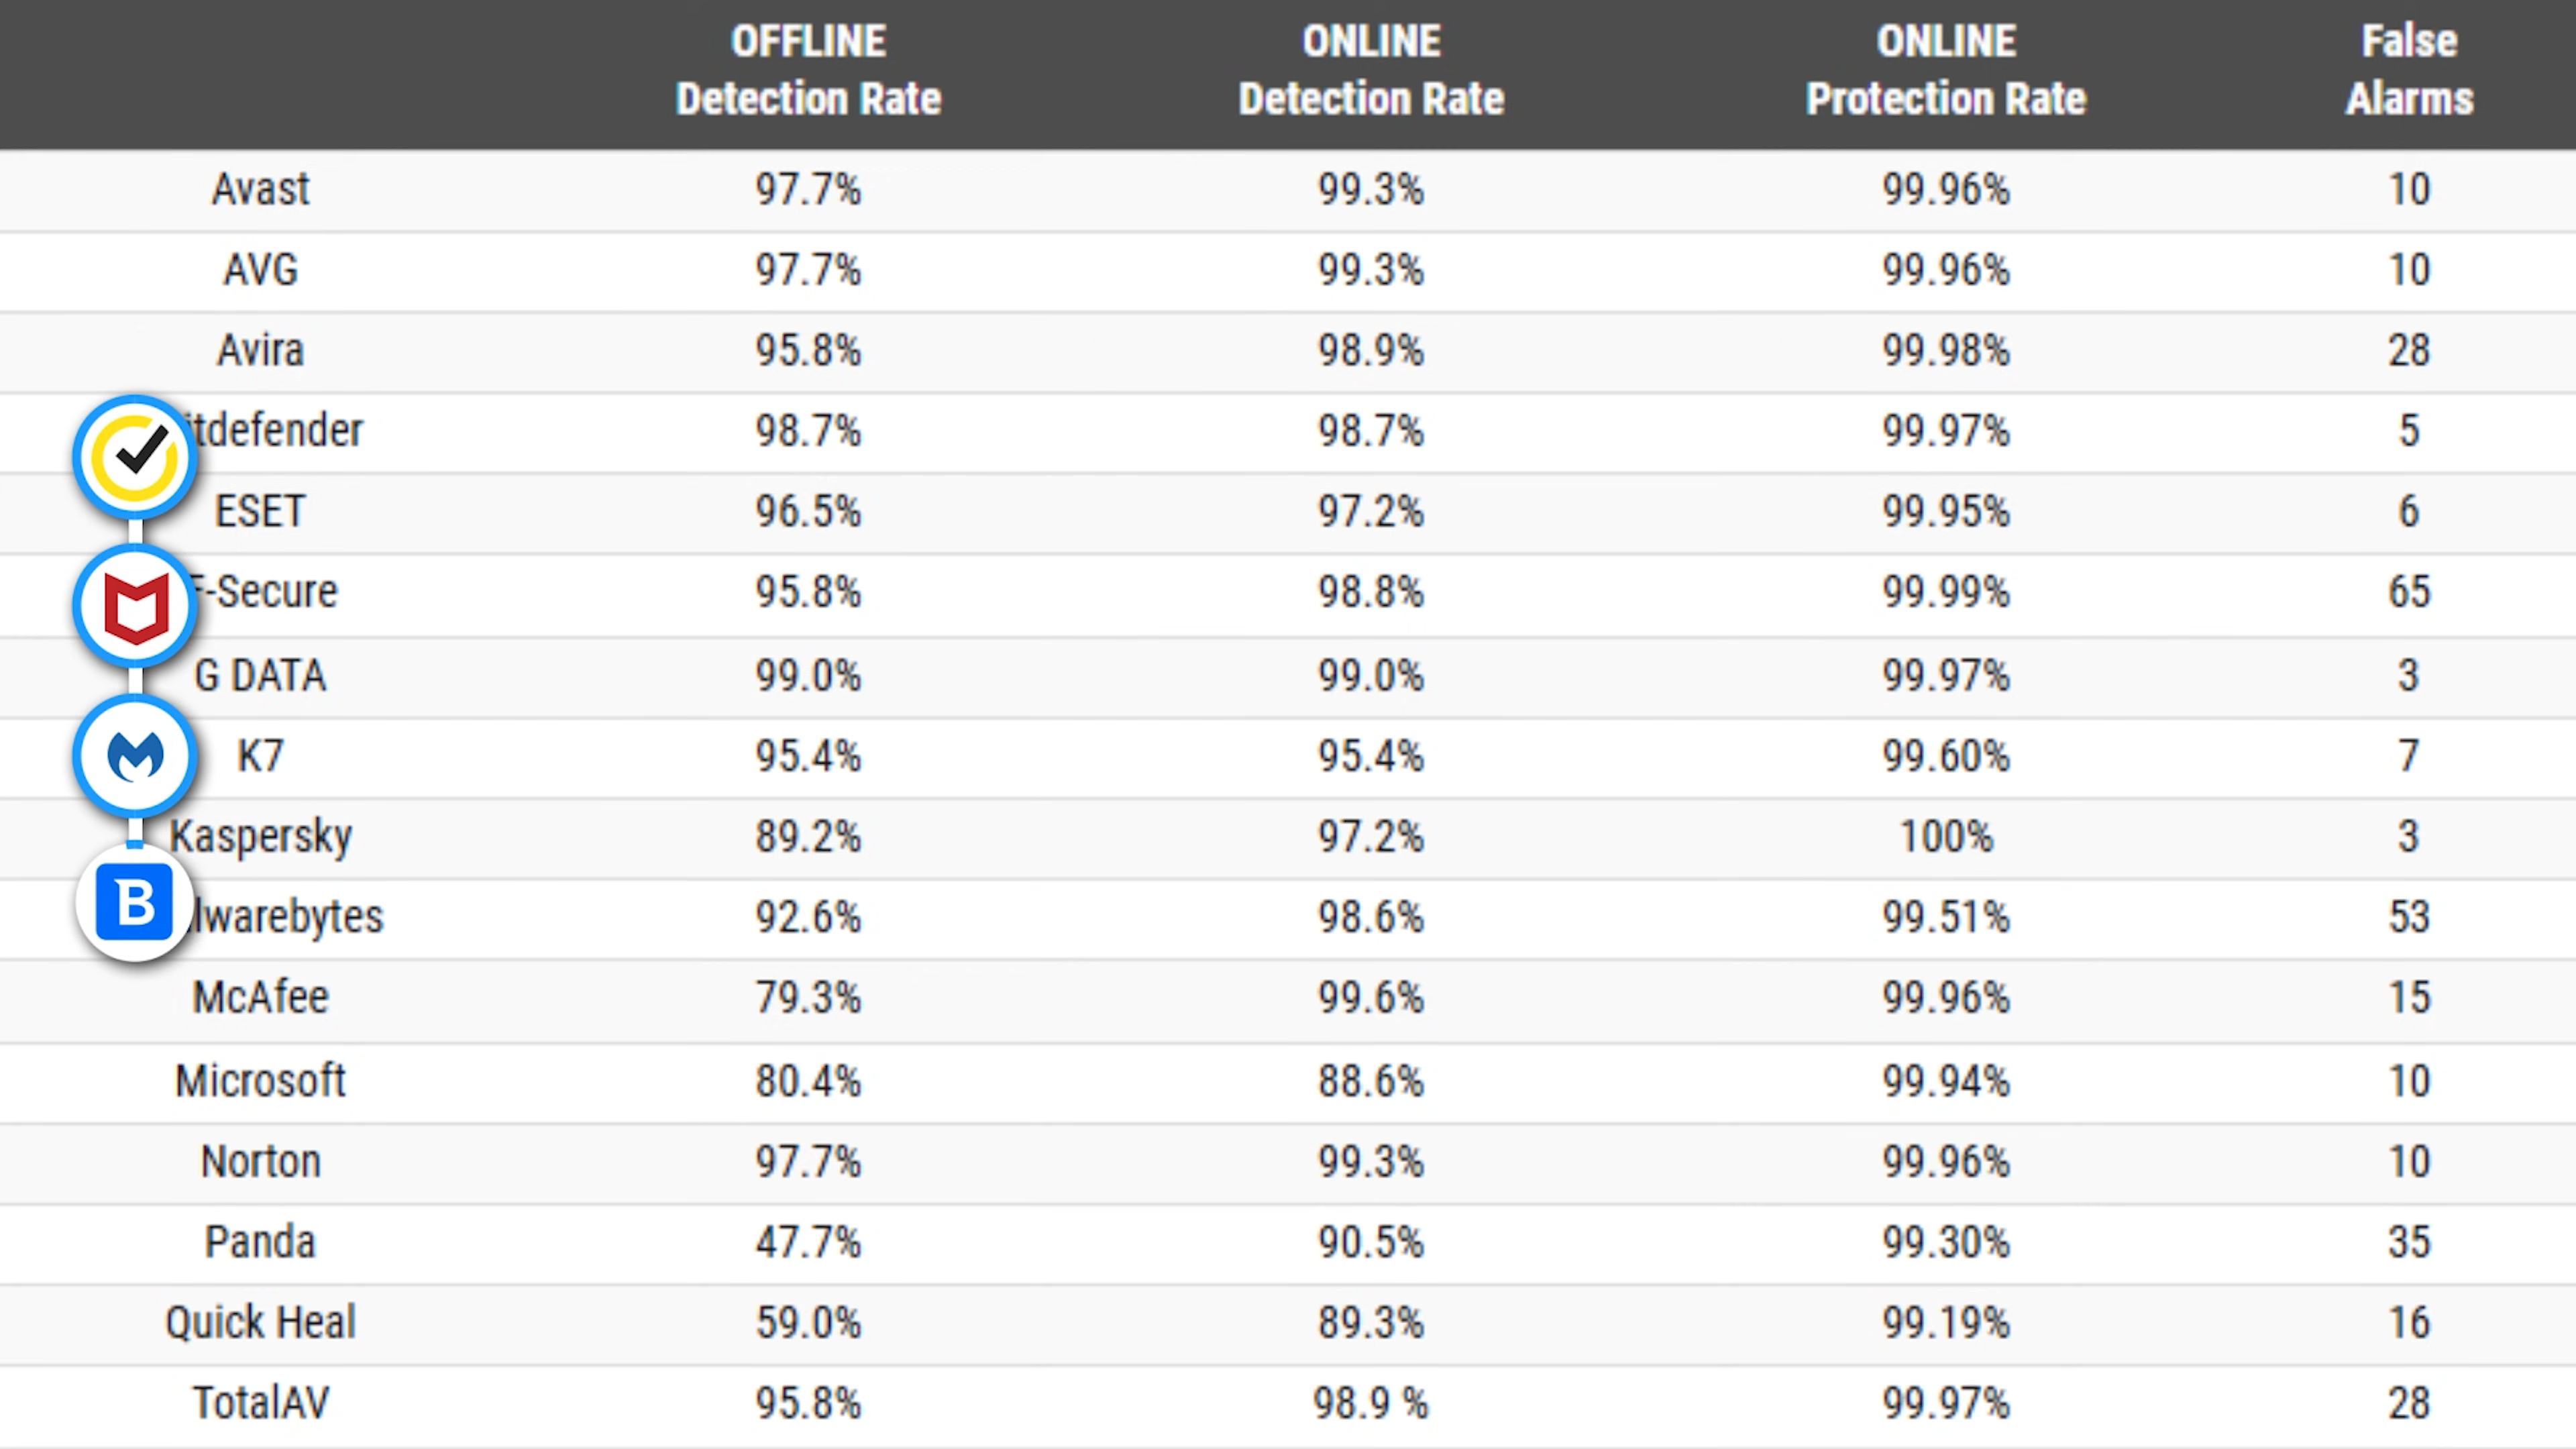 OFFLINE Detection Rate ONLINE Detection Rate ONLINE Protection Rate False Alarms
Avast 97.7% 99.3% 99.96% 10
AVG 97.7% 99.3% 99.96% 10
Avira 95.8% 98.9% 99.98% 28
itdefender 98.7% 98.7% 99.97% 5
ESET 96.5% 97.2% 99.95% 6
F-Secure 95.8% 98.8% 99.99% 65
G DATA 99.0% 99.0% 99.97% 3
K7 95.4% 95.4% 99.60% 7
Kaspersky 89.2% 97.2% 100% 3
B
lwarebytes 92.6% 98.6% 99.51% 53
McAfee 79.3% 99.6% 99.96% 15
Microsoft 80.4% 88.6% 99.94% 10
Norton 97.7% 99.3% 99.96% 10
Panda 47.7% 90.5% 99.30% 35
Quick Heal 59.0% 89.3% 99.19% 16
TotalAV 95.8% 98.9 % 99.97% 28